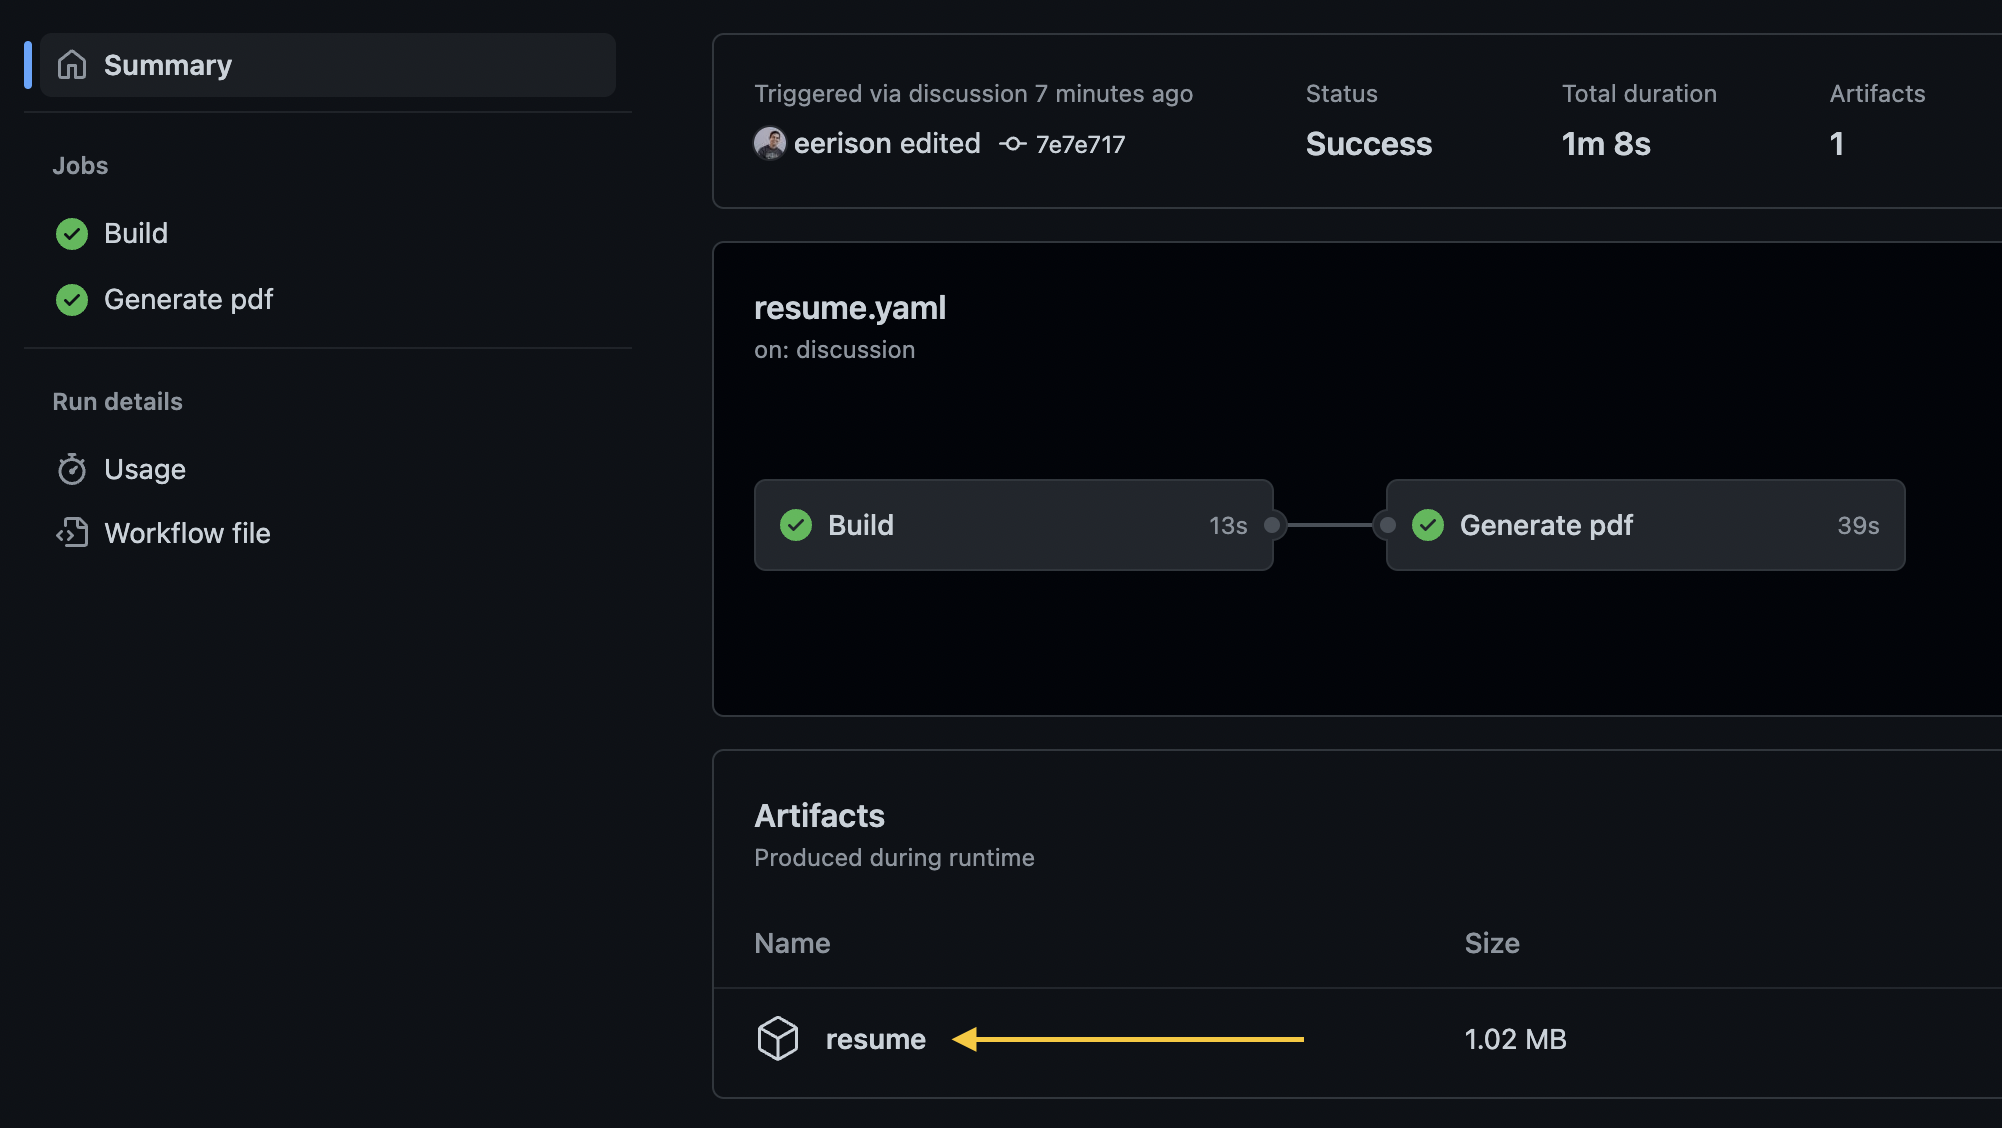 Summary
Jobs
Build
Generate pdf
Run details
Usage
Workflow file
Triggered via discussion 7 minutes ago
eerison edited 7e7e717
Status
Success
Total duration
1m 8s
Artifacts
1
resume.yaml
on: discussion
Build 13s
Generate pdf 39s
Artifacts
Produced during runtime
Name Size
resume 1.02 MB